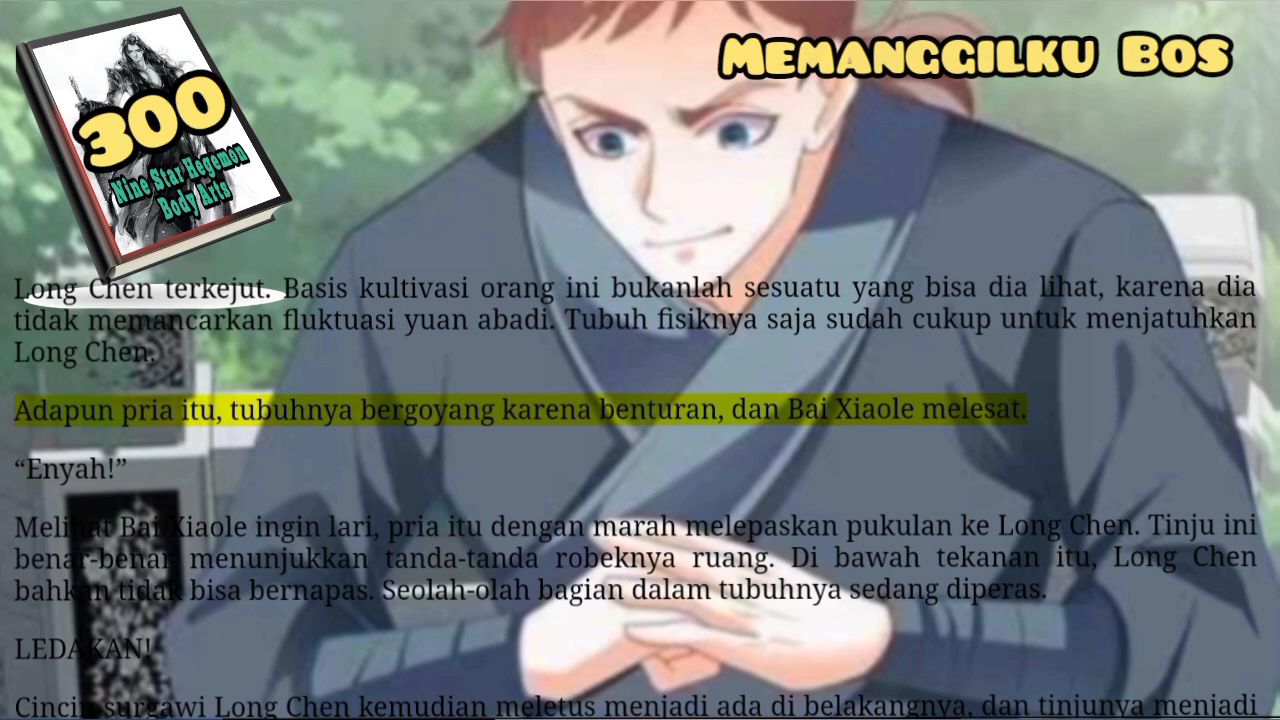 Memanggilku Bos
300
Nine Star Hegemon
Body Arts
Long Chen terkejut. Basis kultivasi orang ini bukanlah sesuatu yang bisa dia lihat, karena dia
tidak memancarkan fluktuasi yuan abadi. Tubuh fisiknya saja sudah cukup untuk menjatuhkan
Long Chen.
Adapun pria itu, tubuhnya bergoyang karena benturan, dan Bai Xiaole melesat.
“Enyah!”
Melihat Bai Xiaole ingin lari, pria itu dengan marah melepaskan pukulan ke Long Chen. Tinju ini
benar-benar menunjukkan tanda-tanda robeknya ruang. Di bawah tekanan itu, Long Chen
bahkan tidak bisa bernapas. Seolah-olah bagian dalam tubuhnya sedang diperas.
LEDAKAN!
Cincin surgawi Long Chen kemudian meletus menjadi ada di belakangnya, dan tinjunya menjadi